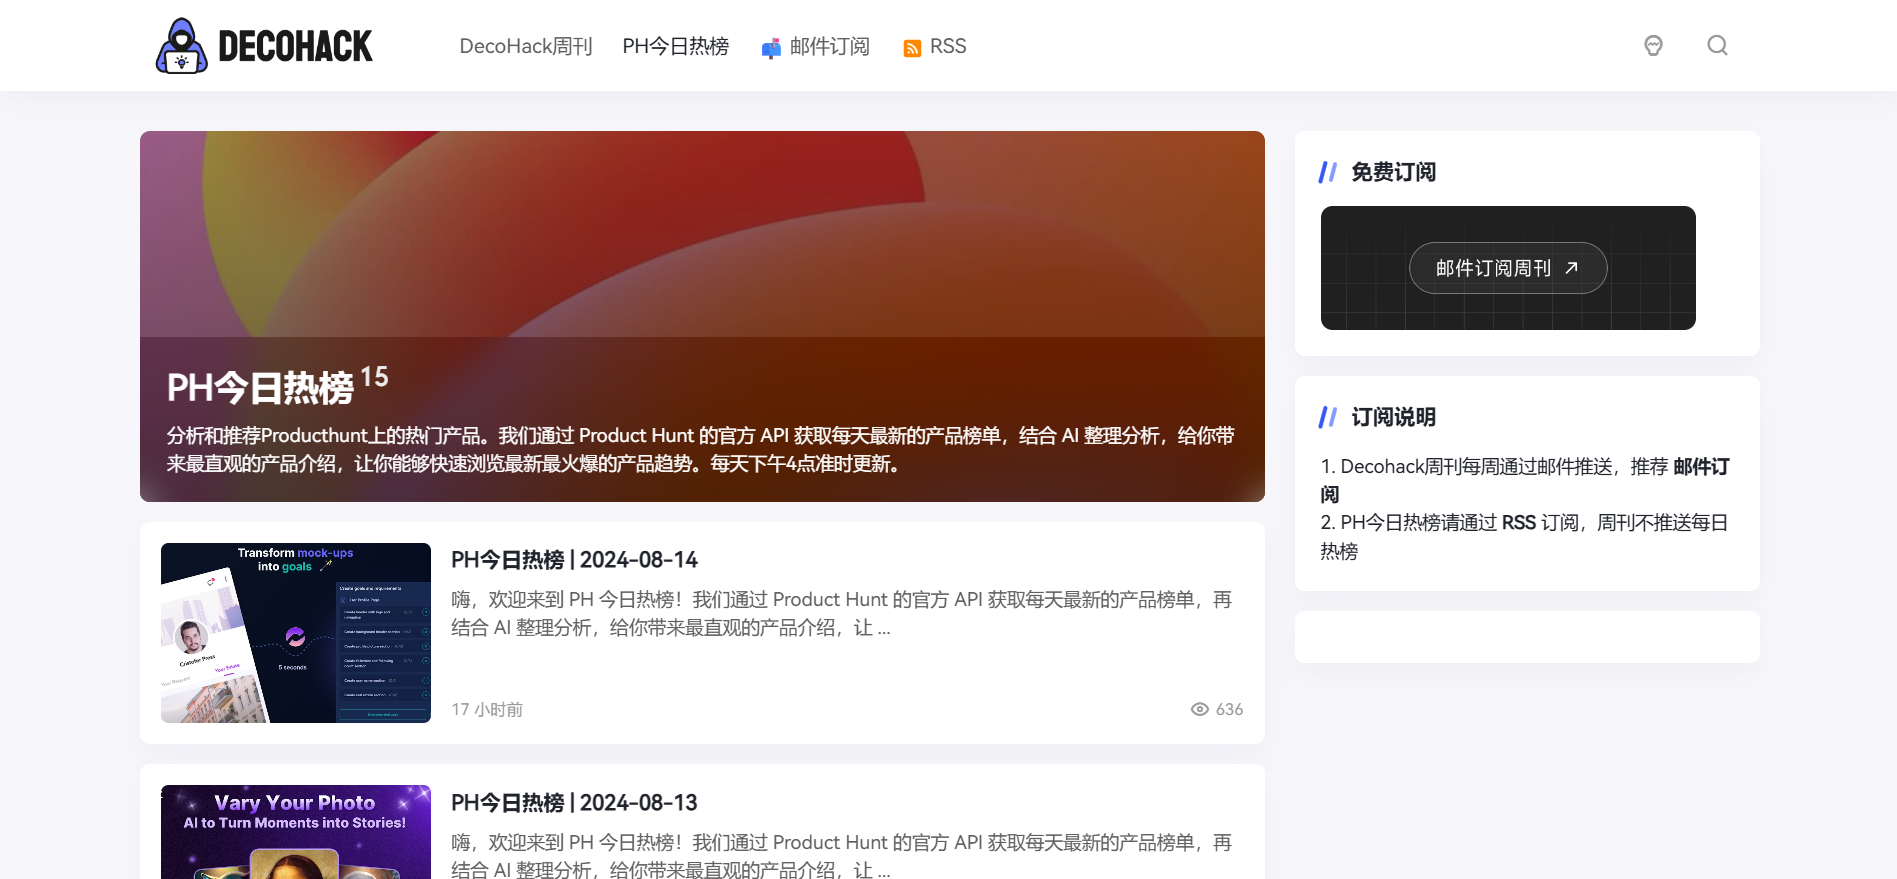 DECOHACK
DecoHack周刊
PH今日热榜
邮件订阅
RSS
PH今日热榜 15
分析和推荐Producthunt上的热门产品。我们通过 Product Hunt 的官方 API 获取每天最新的产品榜单，结合 AI 整理分析，给你带
来最直观的产品介绍，让你能够快速浏览最新最火爆的产品趋势。每天下午4点准时更新。
Transform mock-ups
into goals
Create goals and requirements
User Profile Page
Cristofer Pass
Your Prints
5 seconds
PH今日热榜 | 2024-08-14
嗨，欢迎来到 PH 今日热榜！我们通过 Product Hunt 的官方 API 获取每天最新的产品榜单，再
结合 AI 整理分析，给你带来最直观的产品介绍，让 ...
17 小时前
636
Vary Your Photo
AI to Turn Moments into Stories!
PH今日热榜 | 2024-08-13
嗨，欢迎来到 PH 今日热榜！我们通过 Product Hunt 的官方 API 获取每天最新的产品榜单，再
结合 AI 整理分析，给你带来最直观的产品介绍，让 ...
免费订阅
邮件订阅周刊
订阅说明
1. Decohack周刊每周通过邮件推送，推荐 邮件订
阅
2. PH今日热榜请通过 RSS 订阅，周刊不推送每日
热榜